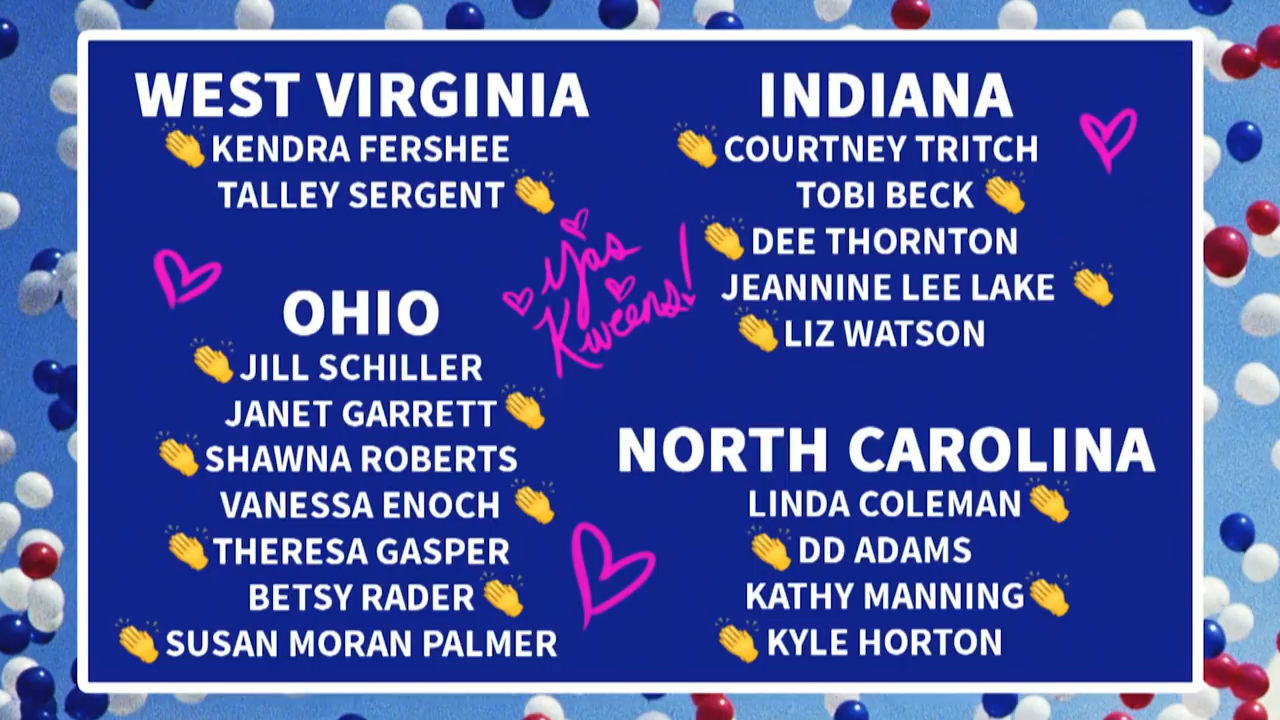 WEST VIRGINIA
👏KENDRA FERSHEE
TALLEY SERGENT👏
OHIO
👏JILL SCHILLER
JANET GARRETT👏
👏SHAWNA ROBERTS
VANESSA ENOCH👏
👏THERESA GASPER
BETSY RADER👏
👏SUSAN MORAN PALMER
yas
Kweens!
INDIANA
👏COURTNEY TRITCH
TOBI BECK👏
👏DEE THORNTON
JEANNINE LEE LAKE👏
👏LIZ WATSON
NORTH CAROLINA
LINDA COLEMAN👏
👏DD ADAMS
KATHY MANNING👏
👏KYLE HORTON